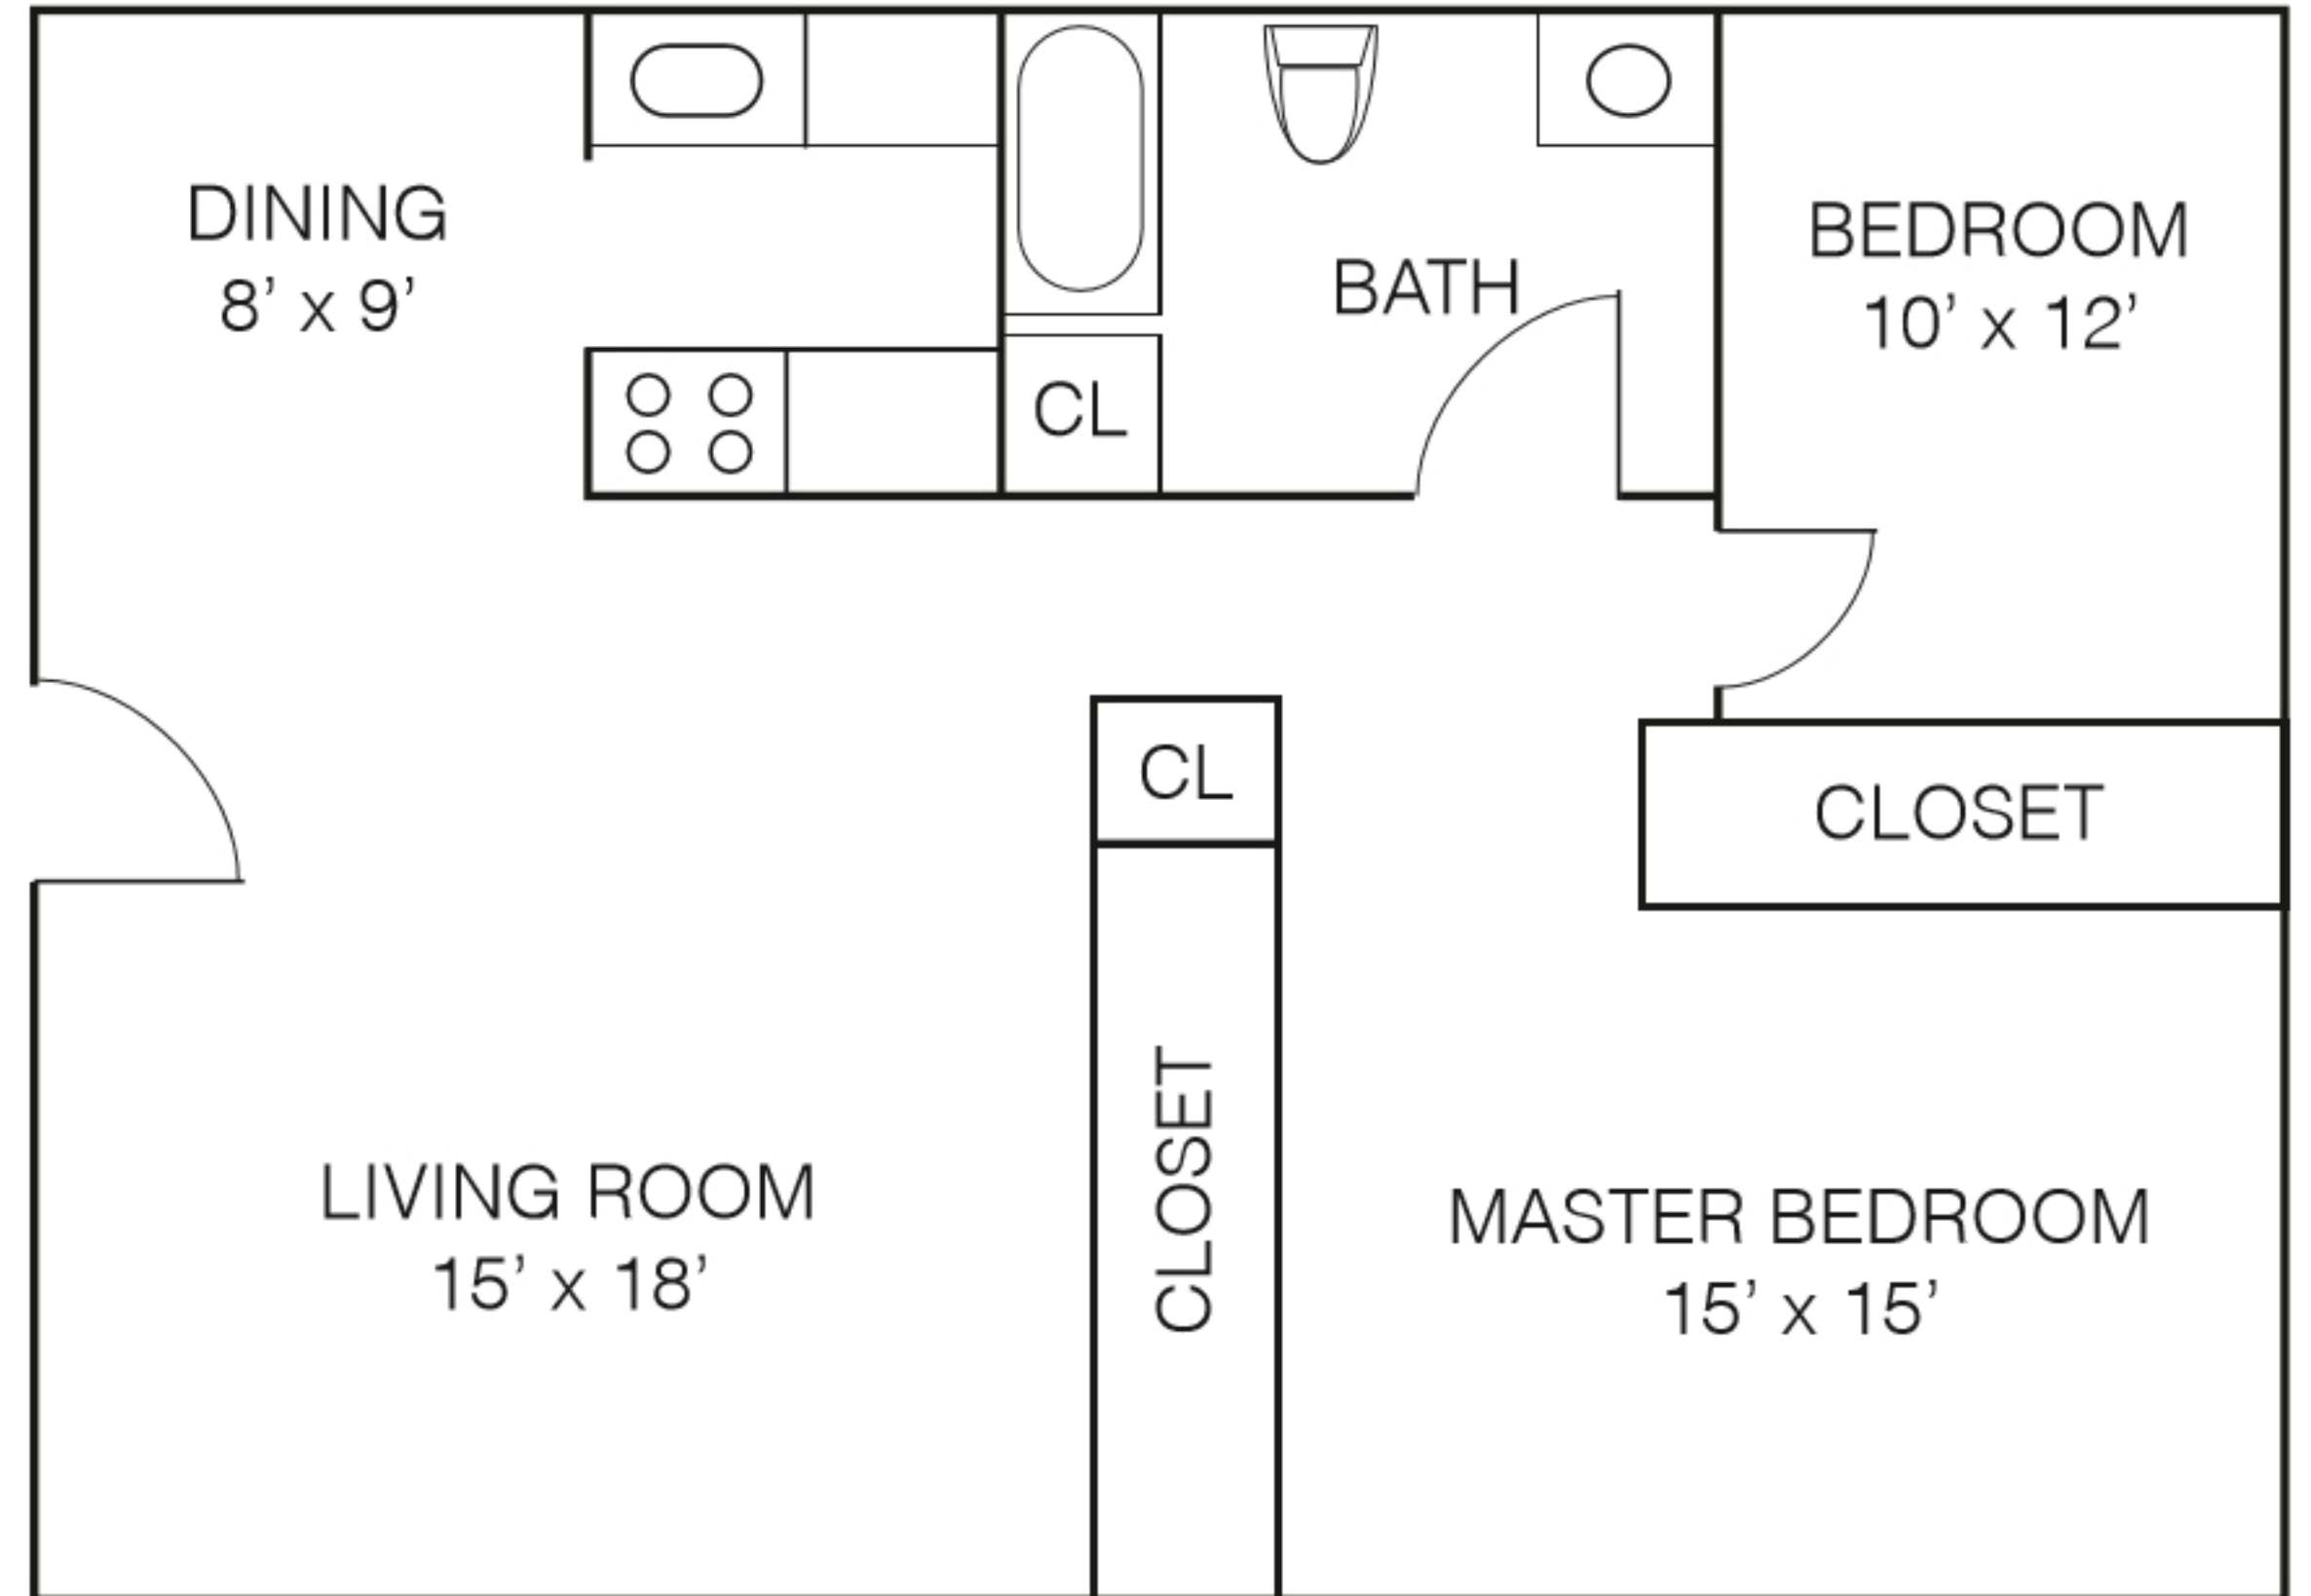 DINING
8’ x 9’
BATH
BEDROOM
10’ x 12’
CL
CL
CLOSET
CLOSET
LIVING ROOM
15’ x 18’
MASTER BEDROOM
15’ x 15’